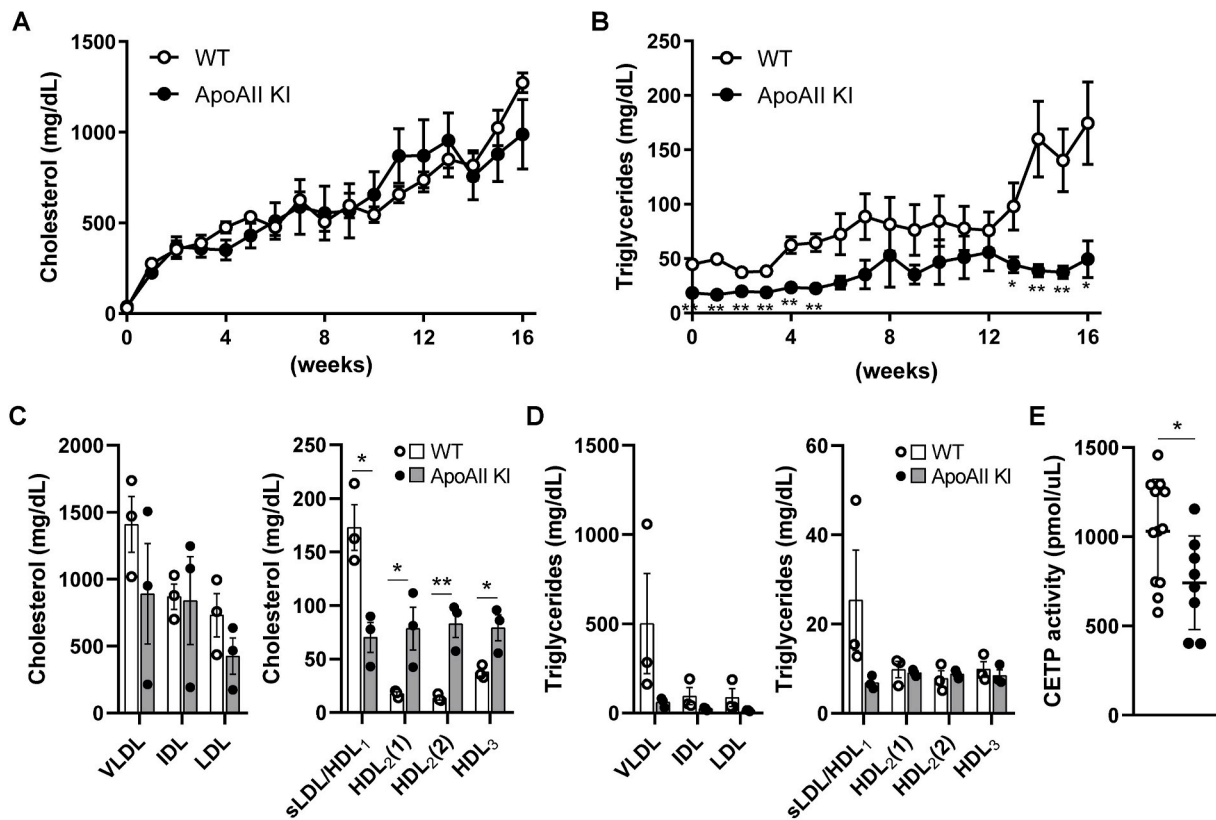 A
Cholesterol (mg/dL)
1500
1000
500
0
WT
ApoAII KI
0 4 8 12 16
(weeks)
B
Triglycerides (mg/dL)
250
200
150
100
50
0
WT
ApoAII KI
** ** ** ** ** ** * ** ** *
0 4 8 12 16
(weeks)
C
Cholesterol (mg/dL)
2000
1500
1000
500
0
VLDL IDL LDL
Cholesterol (mg/dL)
250
200
150
100
50
0
WT
ApoAII KI
* * ** *
sLDL/HDL₁ HDL₂(1) HDL₂(2) HDL₃
D
Triglycerides (mg/dL)
1500
1000
500
0
VLDL IDL LDL
Triglycerides (mg/dL)
60
40
20
0
WT
ApoAII KI
sLDL/HDL₁ HDL₂(1) HDL₂(2) HDL₃
E
CETP activity (pmol/uL)
1500
1000
500
0
*